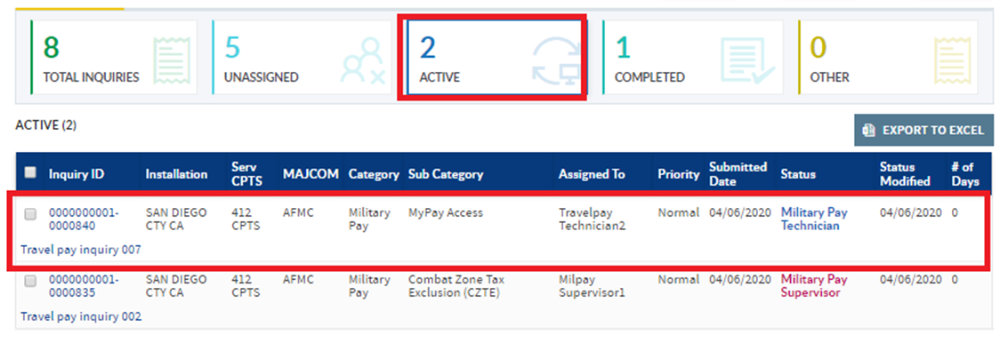 8
TOTAL INQUIRIES
5
UNASSIGNED
2
ACTIVE
1
COMPLETED
0
OTHER
ACTIVE (2)
EXPORT TO EXCEL
Inquiry ID Installation Serv CPTS MAJCOM Category Sub Category Assigned To Priority Submitted Date Status Status Modified # of Days
0000000001- SAN DIEGO 412 AFMC Military MyPay Access Travelpay Normal 04/06/2020 Military Pay 04/06/2020 0
0000840 CTY CA CPTS Pay Technician2 Technician
Travel pay inquiry 007
0000000001- SAN DIEGO 412 AFMC Military Combat Zone Tax Milpay Normal 04/06/2020 Military Pay 04/06/2020 0
0000835 CTY CA CPTS Pay Exclusion (CZTE) Supervisor1 Supervisor
Travel pay inquiry 002